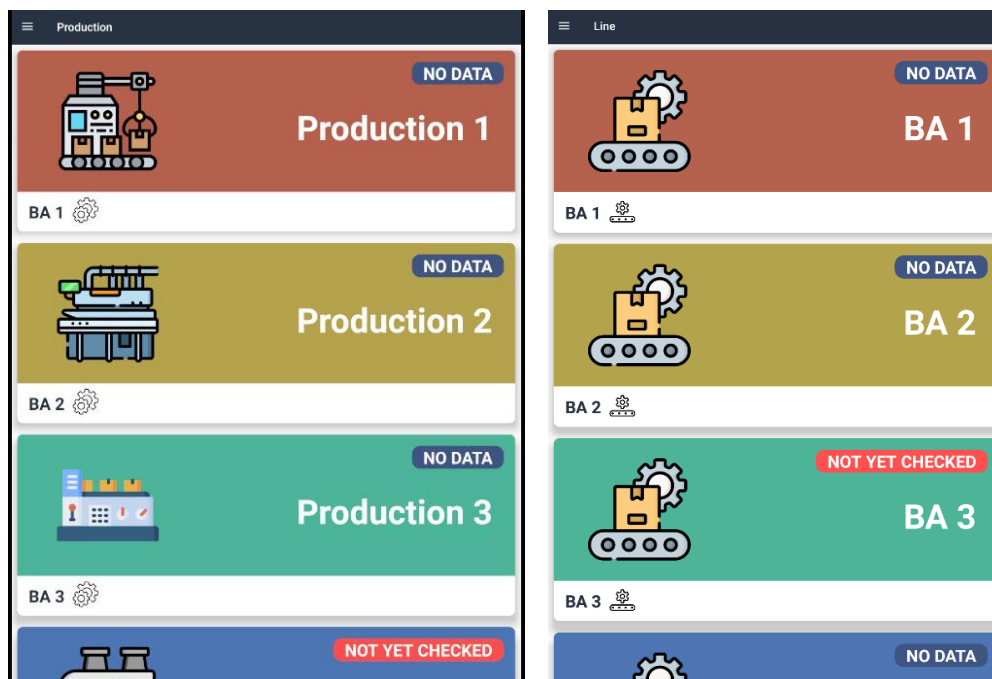 Production
NO DATA
Production 1
BA 1
NO DATA
Production 2
BA 2
NO DATA
Production 3
BA 3
NOT YET CHECKED
Line
NO DATA
BA 1
BA 1
NO DATA
BA 2
BA 2
NOT YET CHECKED
BA 3
BA 3
NO DATA